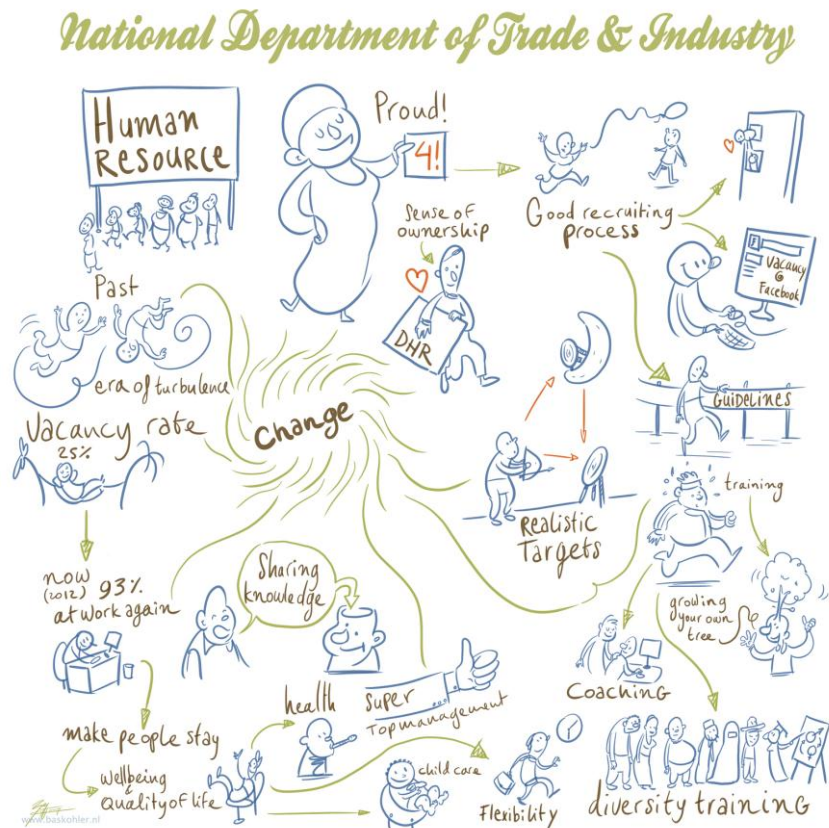 National Department of Trade & Industry
Human
RESOURCE
Proud!
4!
Sense of
ownership
DHR
Good recruiting
process
Vacancy
@
Facebook
Guidelines
Past
era of turbulence
Vacancy rate
25%
Change
Realistic
Targets
training
growing
your own
tree
now
(2012) 93%
at work again
Sharing
knowledge
Coaching
health
super
Topmanagement
make people stay
wellbeing
&
Quality of life
child care
Flexibility
diversity training
www.baskohler.nl